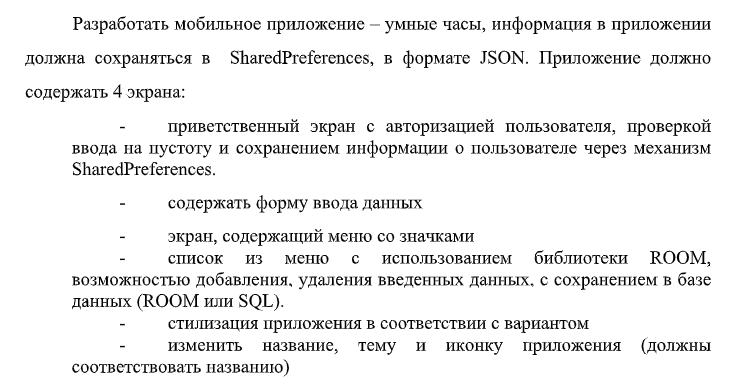 Разработать мобильное приложение – умные часы, информация в приложении
должна сохраняться в SharedPreferences, в формате JSON. Приложение должно
содержать 4 экрана:
- приветственный экран с авторизацией пользователя, проверкой
ввода на пустоту и сохранением информации о пользователе через механизм
SharedPreferences.
- содержать форму ввода данных
- экран, содержащий меню со значками
- список из меню с использованием библиотеки ROOM,
возможностью добавления, удаления введенных данных, с сохранением в базе
данных (ROOM или SQL).
- стилизация приложения в соответствии с вариантом
- изменить название, тему и иконку приложения (должны
соответствовать названию)